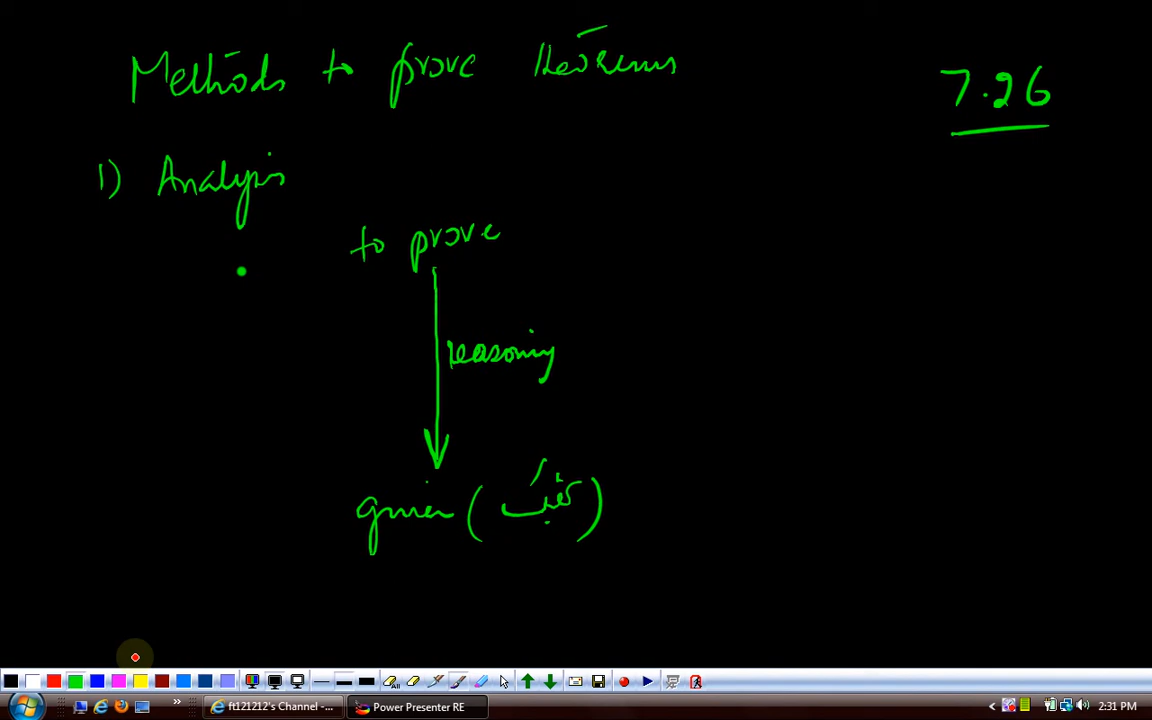 Methods to prove theorems
7.26
1) Analysis
to prove
reasoning
given (ٹھیک)
ft121212's Channel -...
Power Presenter RE
2:31 PM